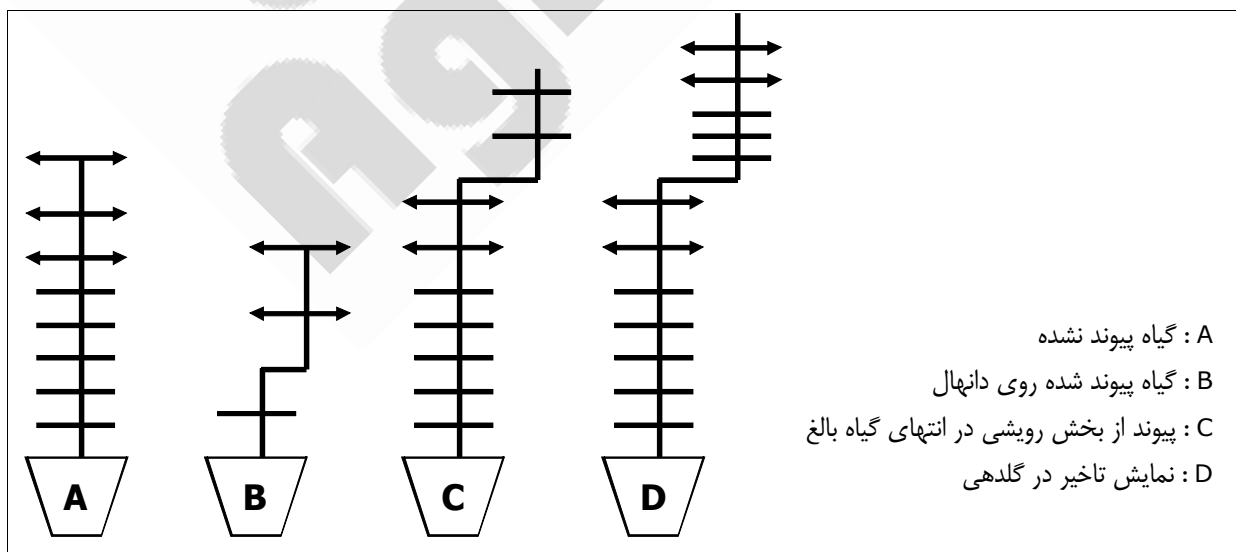 A : گیاه پیوند نشده
B : گیاه پیوند شده روی دانهال
C : پیوند از بخش رویشی در انتهای گیاه بالغ
D : نمایش تاخیر در گلدهی
A B C D